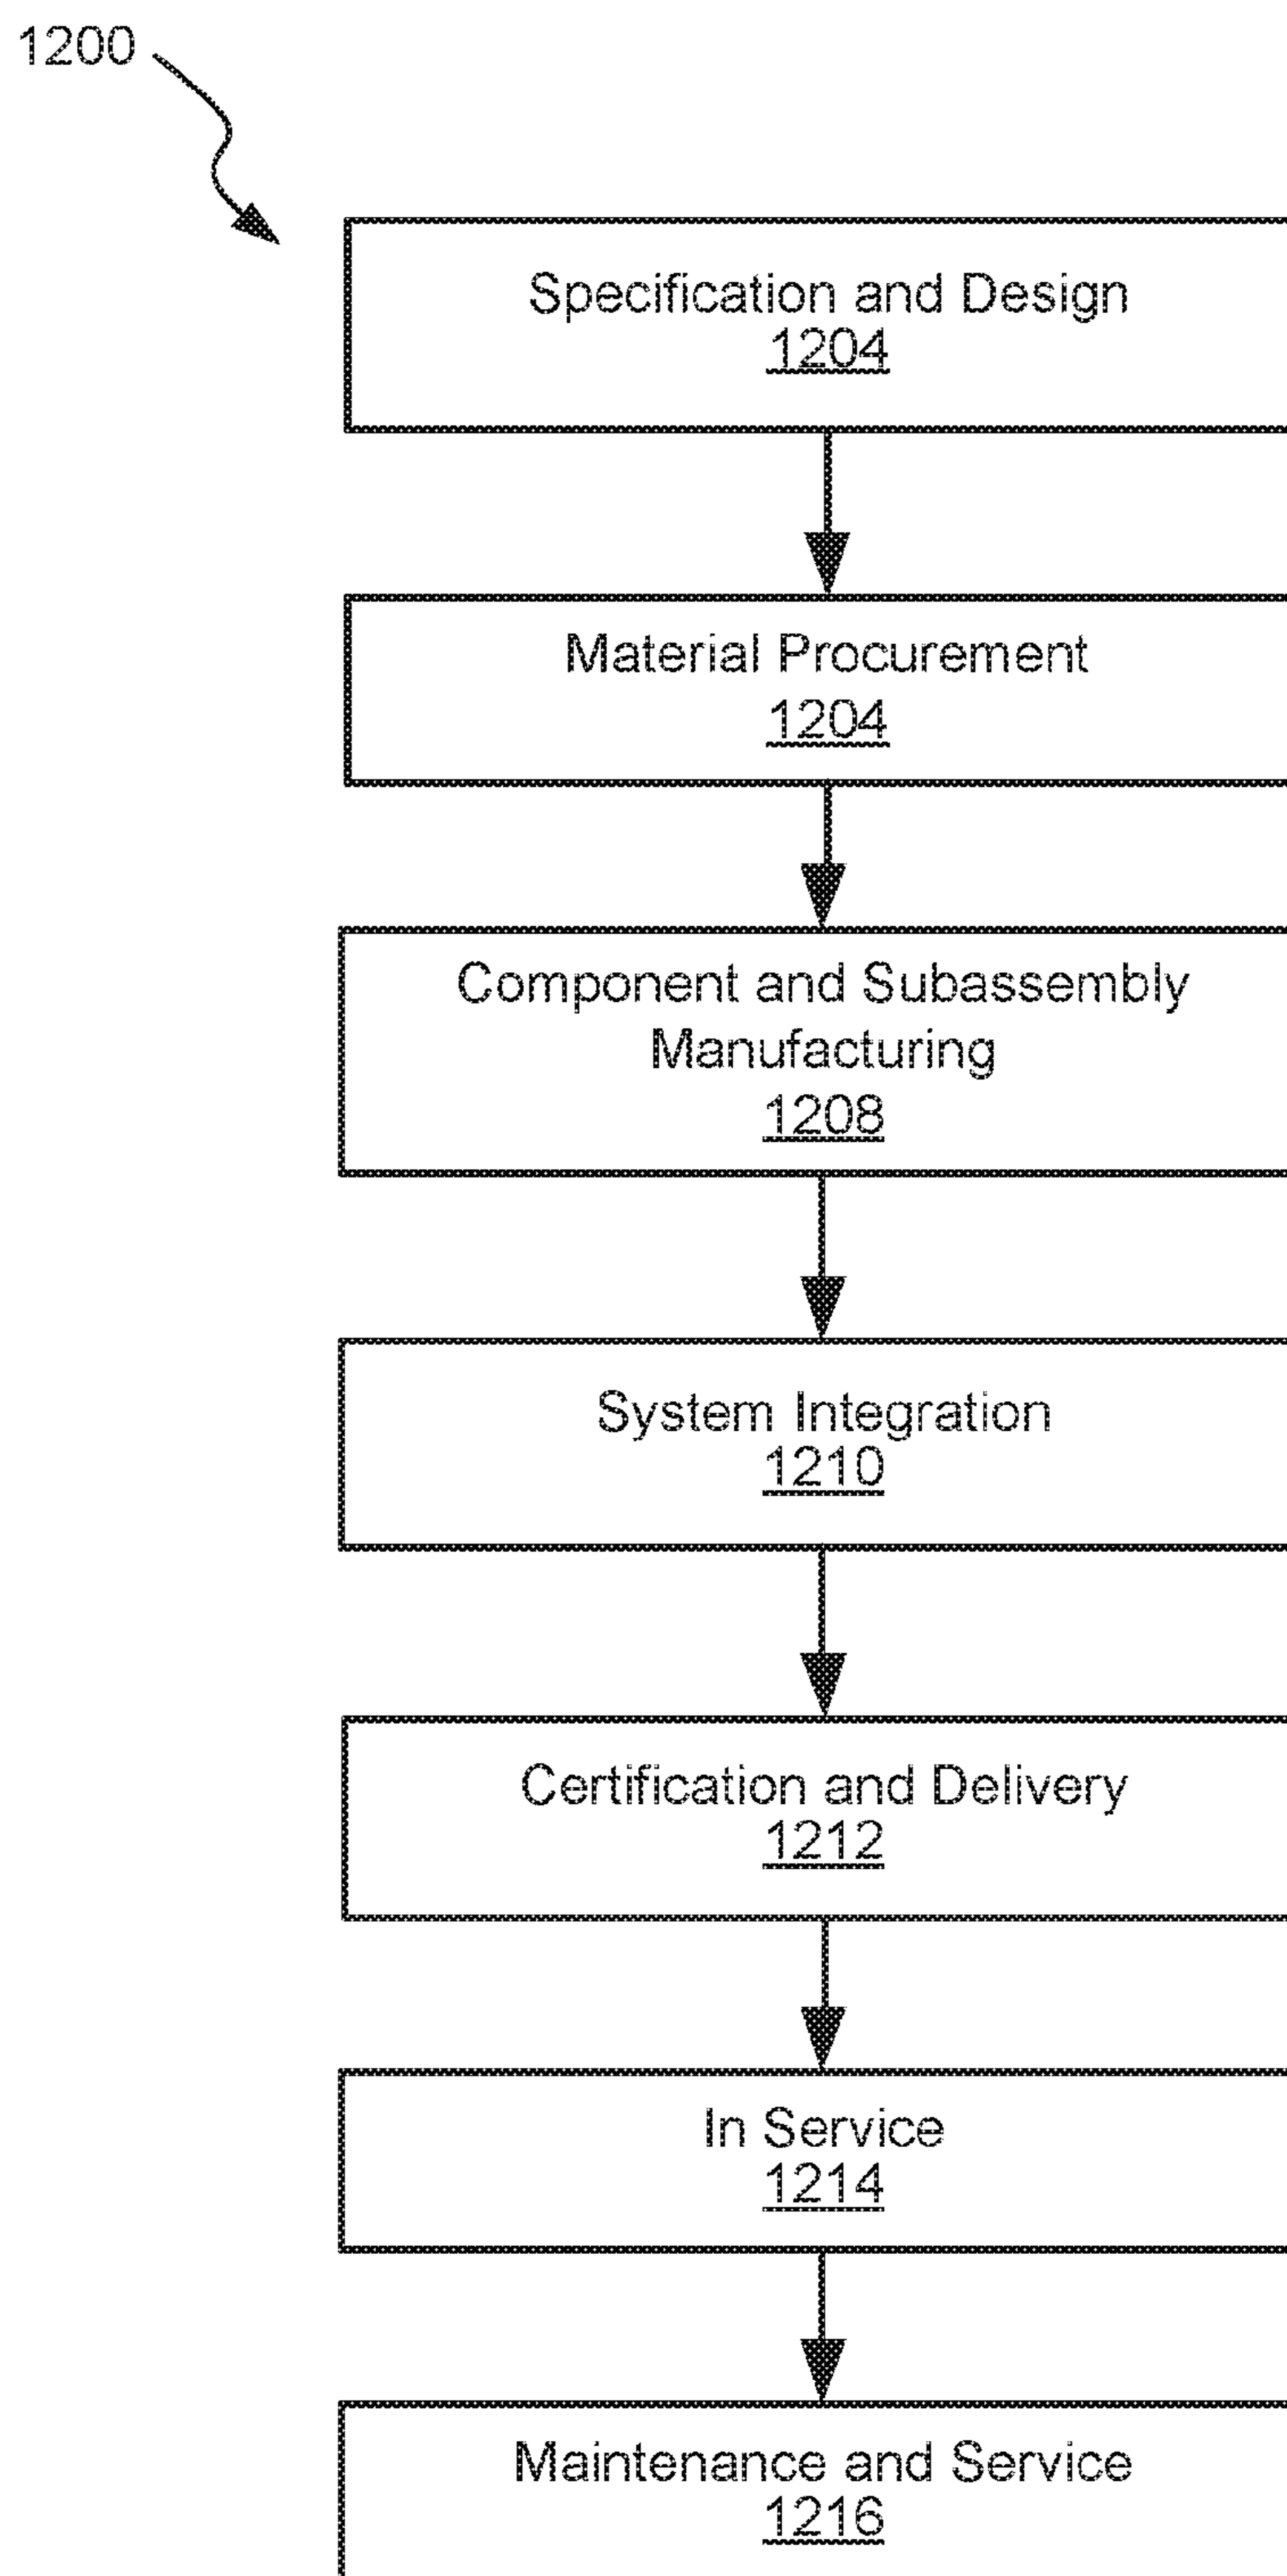 1200
Specification and Design
1204
Material Procurement
1204
Component and Subassembly
Manufacturing
1208
System Integration
1210
Certification and Delivery
1212
In Service
1214
Maintenance and Service
1216